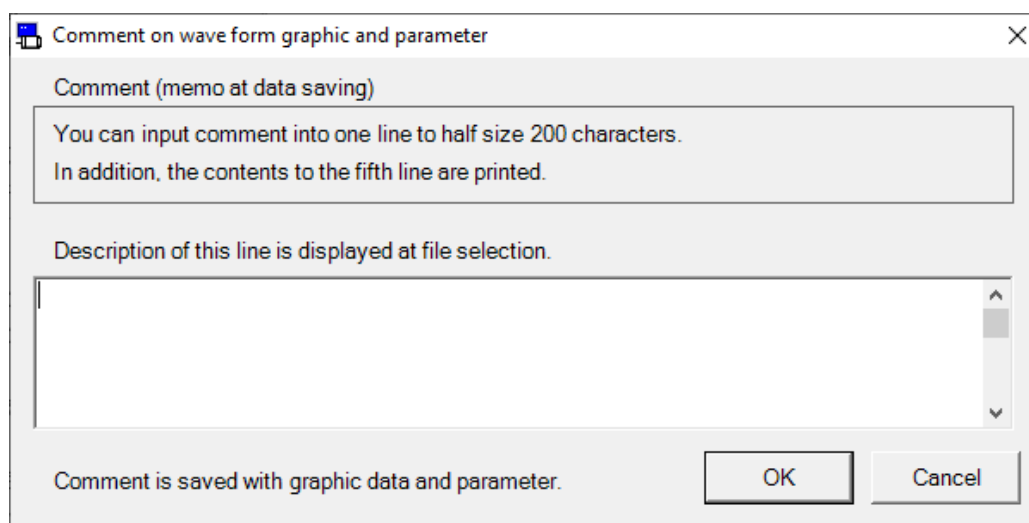 Comment on wave form graphic and parameter
Comment (memo at data saving)
You can input comment into one line to half size 200 characters.
In addition, the contents to the fifth line are printed.
Description of this line is displayed at file selection.
Comment is saved with graphic data and parameter.
OK
Cancel